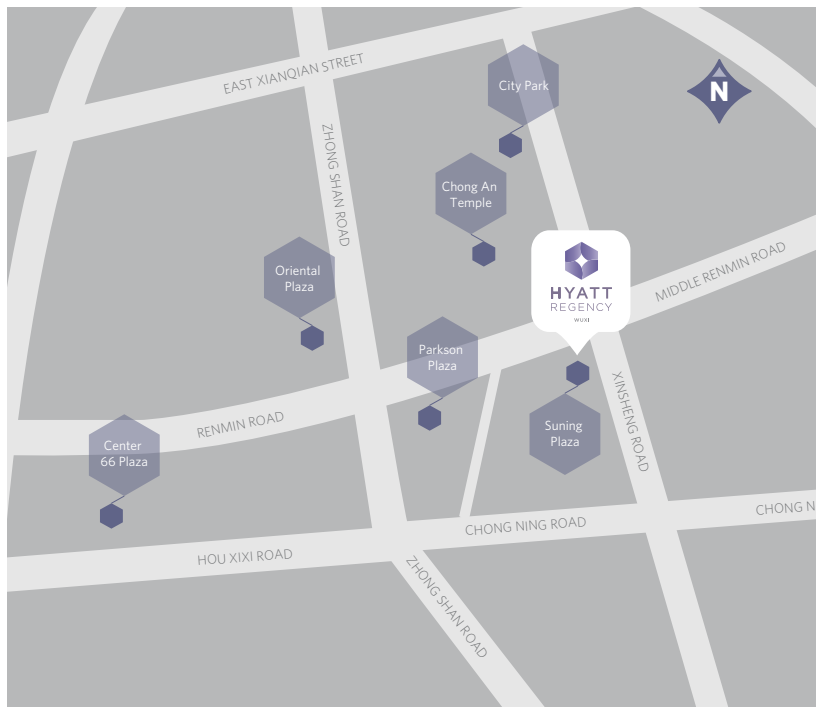 EAST XIANQIAN STREET
City Park
N
ZHONG SHAN ROAD
Chong An
Temple
Oriental
Plaza
HYATT
REGENCY
WUXI
MIDDLE RENMIN ROAD
Parkson
Plaza
RENMIN ROAD
Center
66 Plaza
Suning
Plaza
XINSHENG ROAD
CHONG NING ROAD
CHONG N
HOU XIXI ROAD
ZHONG SHAN ROAD